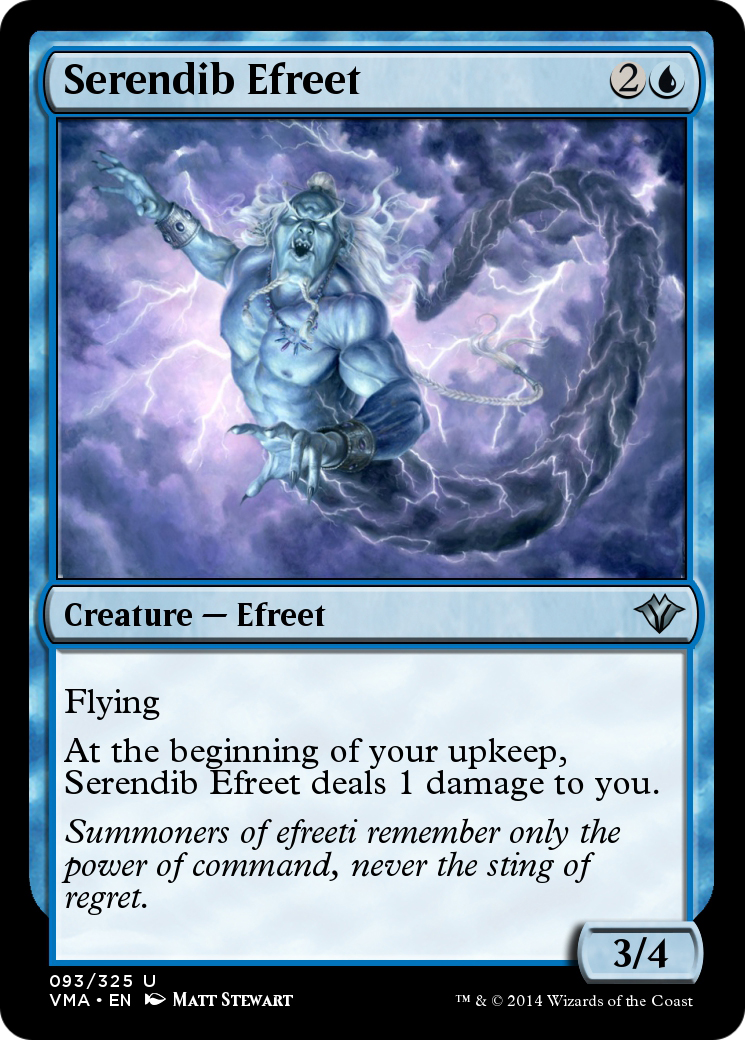 Serendib Efreet 2
Creature — Efreet
Flying
At the beginning of your upkeep,
Serendib Efreet deals 1 damage to you.
Summoners of efreeti remember only the
power of command, never the sting of
regret.
3/4
093/325 U
VMA • EN Matt Stewart
™ & © 2014 Wizards of the Coast